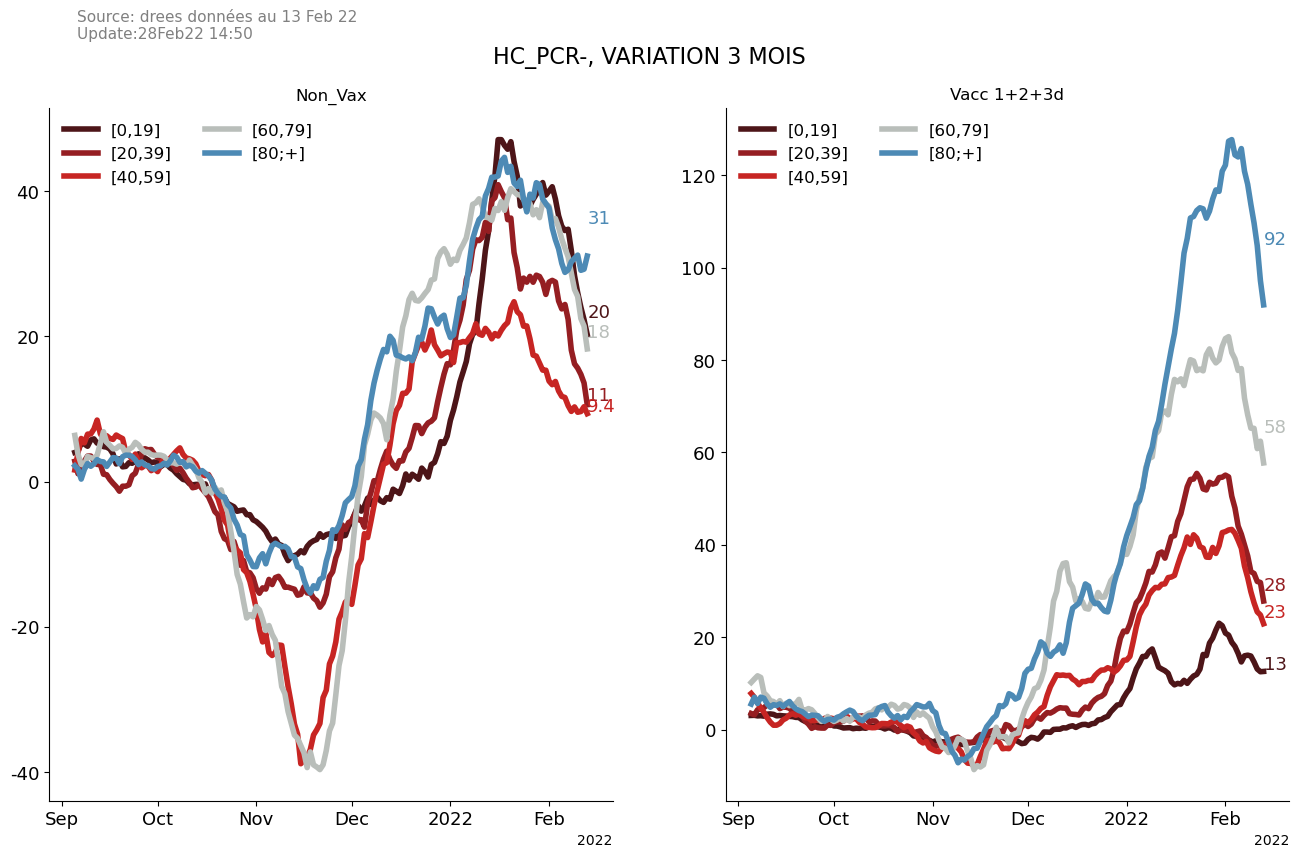 Source: drees données au 13 Feb 22
Update:28Feb22 14:50
HC_PCR-, VARIATION 3 MOIS
Non_Vax
[0,19]
[20,39]
[40,59]
[60,79]
[80;+]
40
20
0
-20
-40
31
20
18
11
9.4
Sep
Oct
Nov
Dec
2022
Feb
2022
Vacc 1+2+3d
[0,19]
[20,39]
[40,59]
[60,79]
[80;+]
120
100
80
60
40
20
0
92
58
28
23
13
Sep
Oct
Nov
Dec
2022
Feb
2022